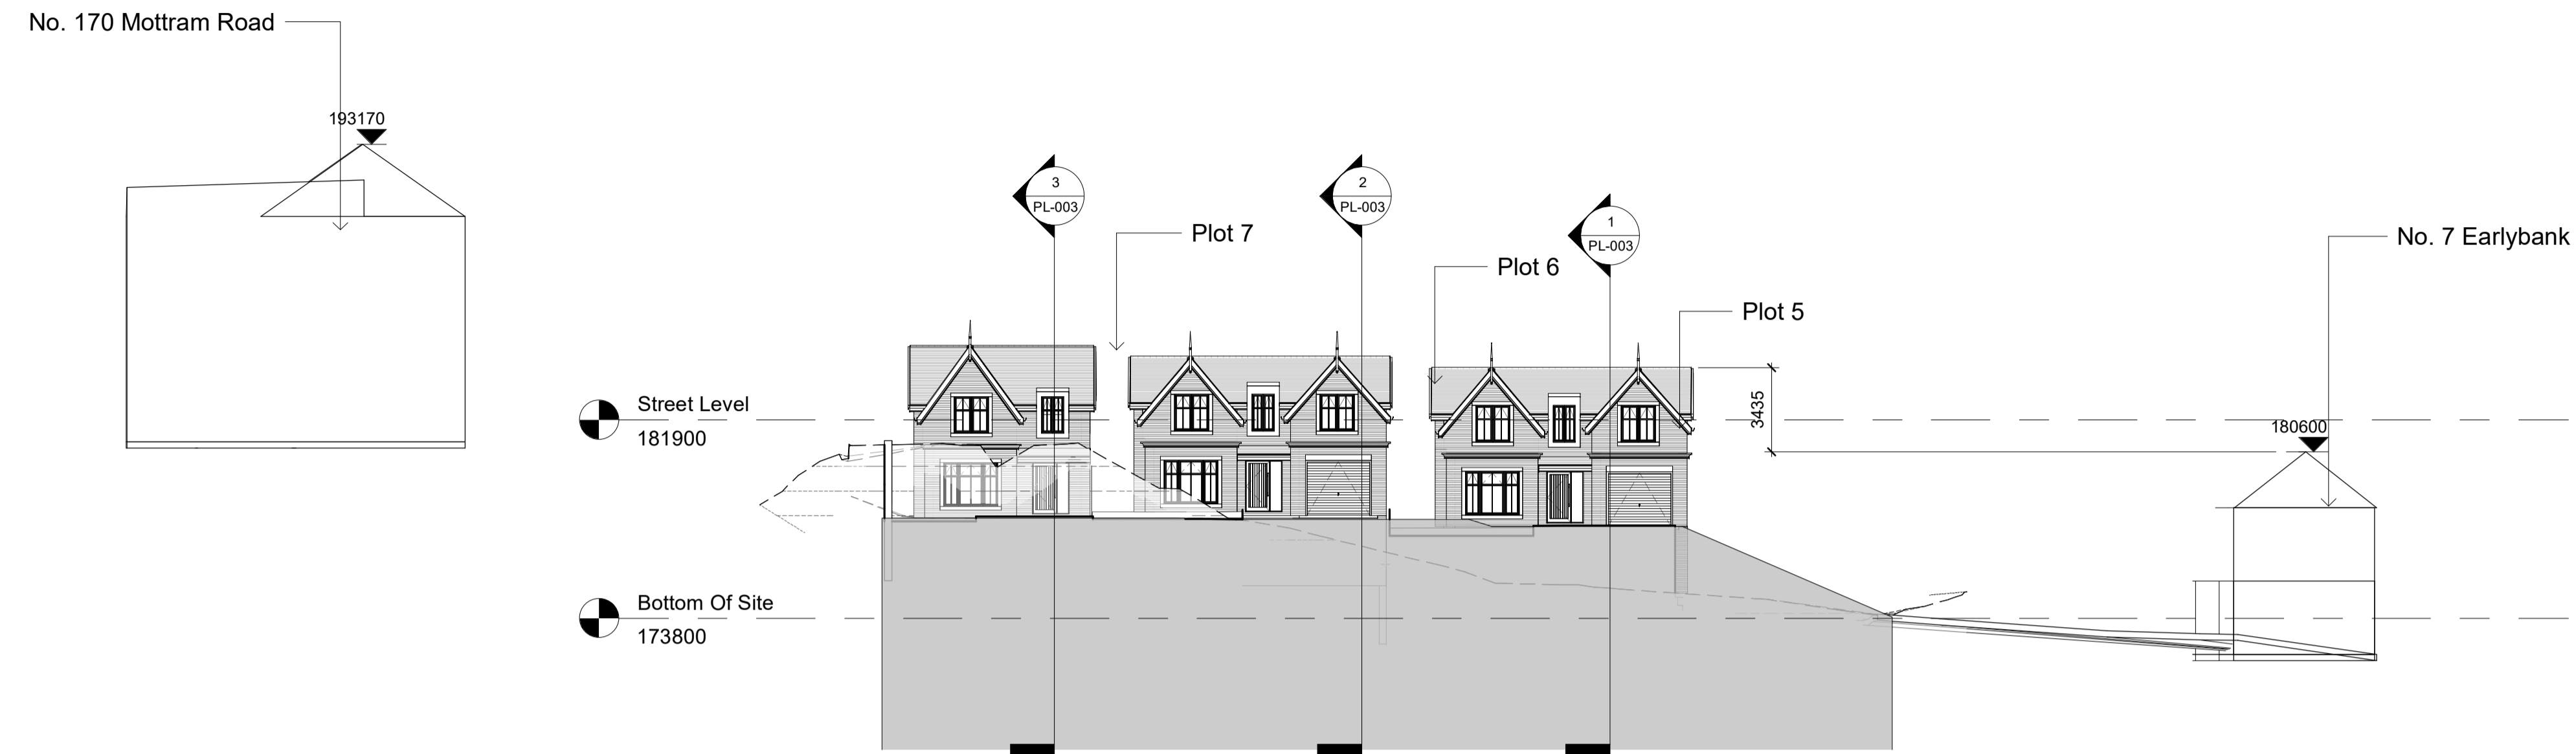 No. 170 Mottram Road
193170
3
PL-003
2
PL-003
1
PL-003
Plot 7
Plot 6
Plot 5
No. 7 Earlybank
Street Level
181900
3435
180600
Bottom Of Site
173800